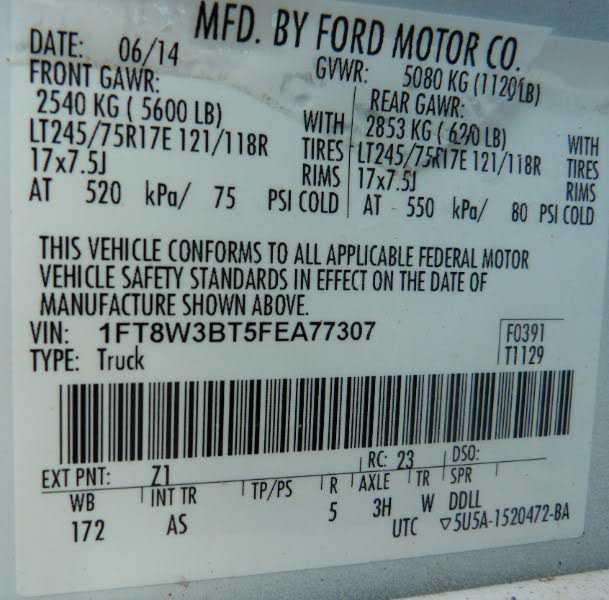 MFD. BY FORD MOTOR CO.
DATE: 06/14
GVWR: 5080 KG
FRONT GAWR:
2540 KG ( 5600 LB)
WITH
LT245/75R17E 121/118R
TIRES
17x7.5J
RIMS
AT 520 kPa/ 75 PSI COLD
REAR GAWR:
2853 KG
WITH
LT245/75R17E 121/118R
TIRES
17x7.5J
RIMS
AT 550 kPa/ 80 PSI COLD
THIS VEHICLE CONFORMS TO ALL APPLICABLE FEDERAL MOTOR
VEHICLE SAFETY STANDARDS IN EFFECT ON THE DATE OF
MANUFACTURE SHOWN ABOVE.
VIN: 1FT8W3BT5FEA77307
TYPE: Truck
F0391
T1129
EXT PNT: Z1
RC: 23
DSO:
WB
INT TR
TP/PS
R
AXLE
TR
SPR
172
AS
5
3H
W
DDLL
UTC ▽5U5A-1520472-BA